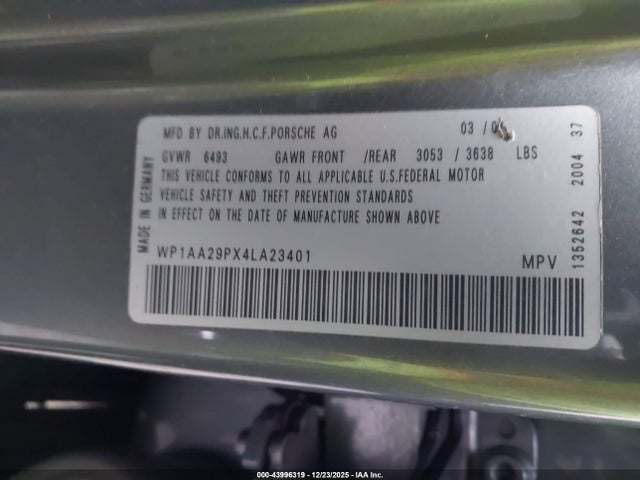 MFD BY DR.ING.H.C.F.PORSCHE AG 03 /0
GVWR 6493 GAWR FRONT /REAR 3053 / 3638 LBS
THIS VEHICLE CONFORMS TO ALL APPLICABLE U.S.FEDERAL MOTOR
VEHICLE SAFETY AND THEFT PREVENTION STANDARDS
IN EFFECT ON THE DATE OF MANUFACTURE SHOWN ABOVE
WP1AA29PX4LA23401 MPV
MADE IN GERMANY
1352642 2004 37
000-43996319 - 12/23/2025 - IAA Inc.